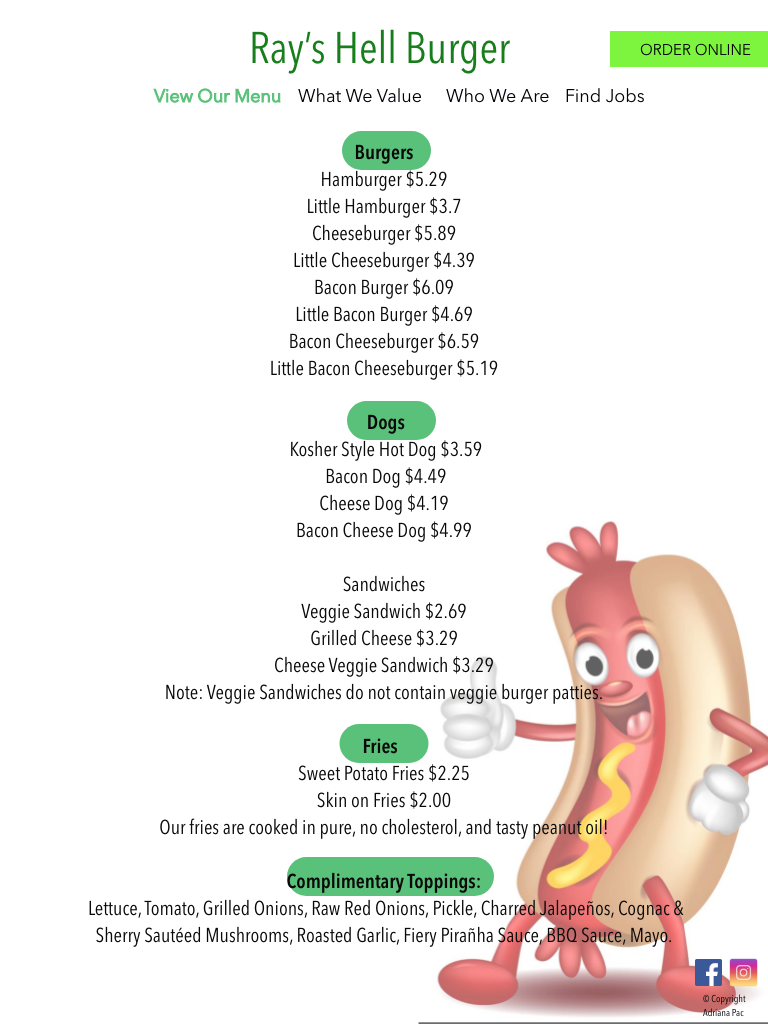 Ray’s Hell Burger
ORDER ONLINE
View Our Menu What We Value Who We Are Find Jobs
Burgers
Hamburger $5.29
Little Hamburger $3.7
Cheeseburger $5.89
Little Cheeseburger $4.39
Bacon Burger $6.09
Little Bacon Burger $4.69
Bacon Cheeseburger $6.59
Little Bacon Cheeseburger $5.19
Dogs
Kosher Style Hot Dog $3.59
Bacon Dog $4.49
Cheese Dog $4.19
Bacon Cheese Dog $4.99
Sandwiches
Veggie Sandwich $2.69
Grilled Cheese $3.29
Cheese Veggie Sandwich $3.29
Note: Veggie Sandwiches do not contain veggie burger patties.
Fries
Sweet Potato Fries $2.25
Skin on Fries $2.00
Our fries are cooked in pure, no cholesterol, and tasty peanut oil!
Complimentary Toppings:
Lettuce, Tomato, Grilled Onions, Raw Red Onions, Pickle, Charred Jalapeños, Cognac &
Sherry Sautéed Mushrooms, Roasted Garlic, Fiery Pirañha Sauce, BBQ Sauce, Mayo.
© Copyright
Adriana Pac